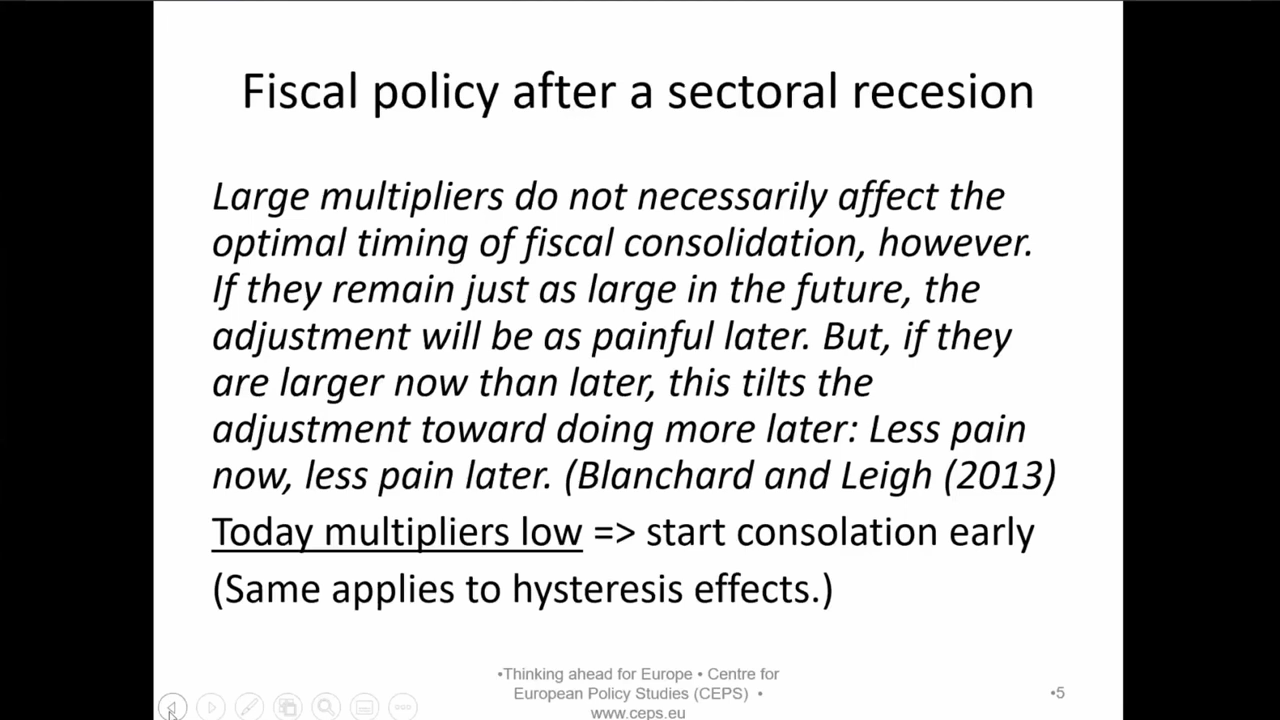 Fiscal policy after a sectoral recesion
Large multipliers do not necessarily affect the
optimal timing of fiscal consolidation, however.
If they remain just as large in the future, the
adjustment will be as painful later. But, if they
are larger now than later, this tilts the
adjustment toward doing more later: Less pain
now, less pain later. (Blanchard and Leigh (2013)
Today multipliers low => start consolation early
(Same applies to hysteresis effects.)
•Thinking ahead for Europe • Centre for
European Policy Studies (CEPS) •
www.ceps.eu
•5